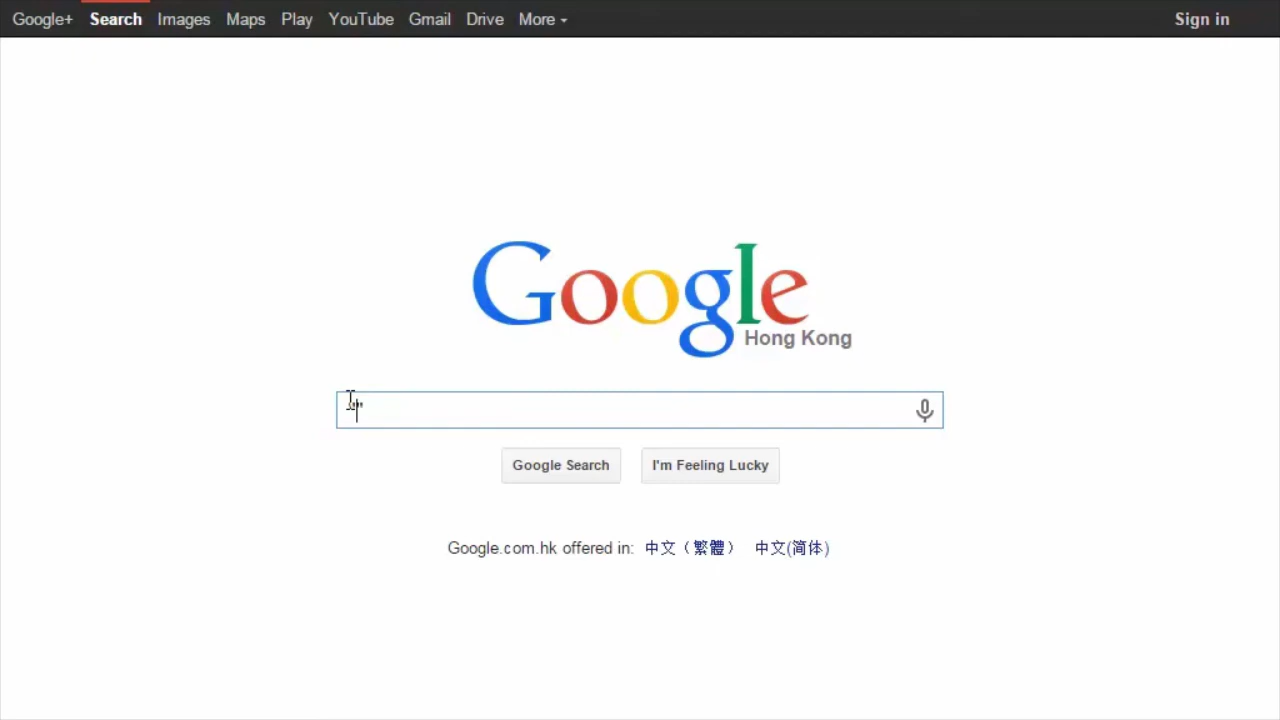 Google+ Search Images Maps Play YouTube Gmail Drive More Sign in
Google
Hong Kong
""
Google Search I'm Feeling Lucky
Google.com.hk offered in: 中文（繁體） 中文(简体)